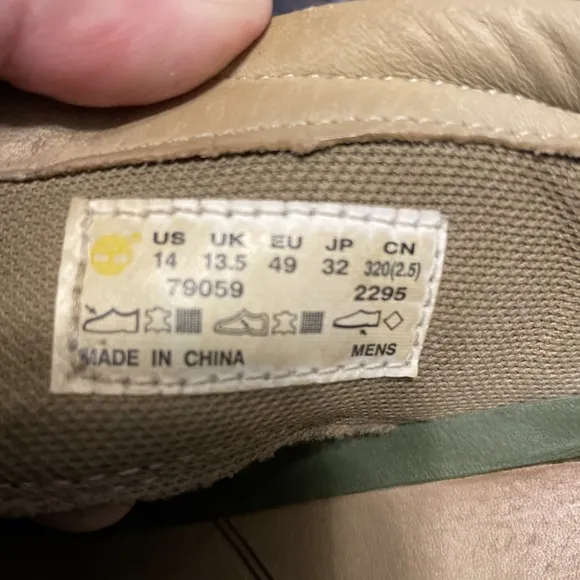 US UK EU JP CN
14 13.5 49 32 320(2.5)
79059 2295
MADE IN CHINA MENS